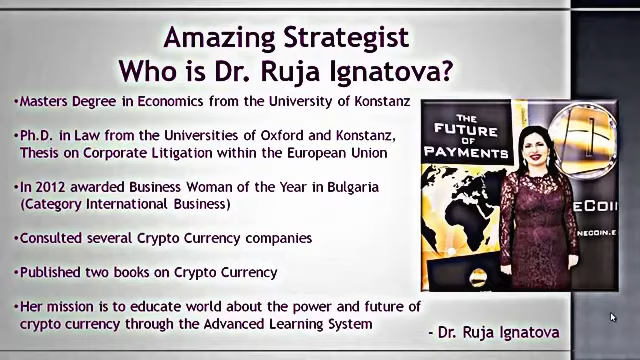 Amazing Strategist
Who is Dr. Ruja Ignatova?
•Masters Degree in Economics from the University of Konstanz
•Ph.D. in Law from the Universities of Oxford and Konstanz,
Thesis on Corporate Litigation within the European Union
•In 2012 awarded Business Woman of the Year in Bulgaria
(Category International Business)
•Consulted several Crypto Currency companies
•Published two books on Crypto Currency
•Her mission is to educate world about the power and future of
crypto currency through the Advanced Learning System
THE
FUTURE
OF
PAYMENTS
eCoin
NECOIN.E
- Dr. Ruja Ignatova